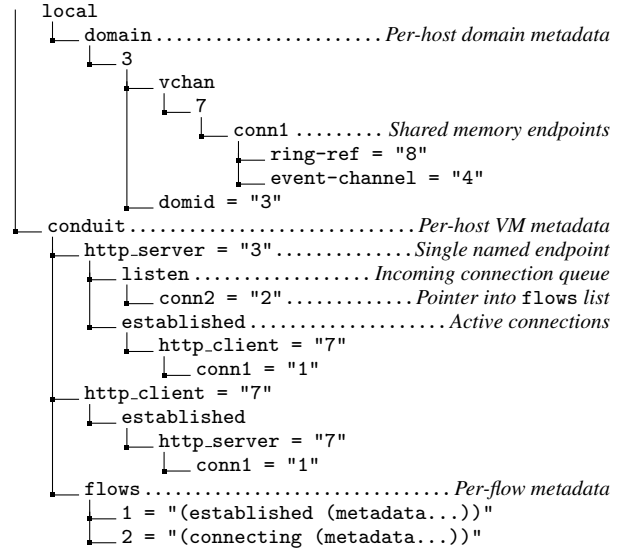 local
domain........................Per-host domain metadata
3
vchan
7
conn1 .........Shared memory endpoints
ring-ref = "8"
event-channel = "4"
domid = "3"
conduit..............................Per-host VM metadata
http_server = "3"...............Single named endpoint
listen..................Incoming connection queue
conn2 = "2".............Pointer into flows list
established.....................Active connections
http_client = "7"
conn1 = "1"
http_client = "7"
established
http_server = "7"
conn1 = "1"
flows.................................Per-flow metadata
1 = "(established (metadata...))"
2 = "(connecting (metadata...))"